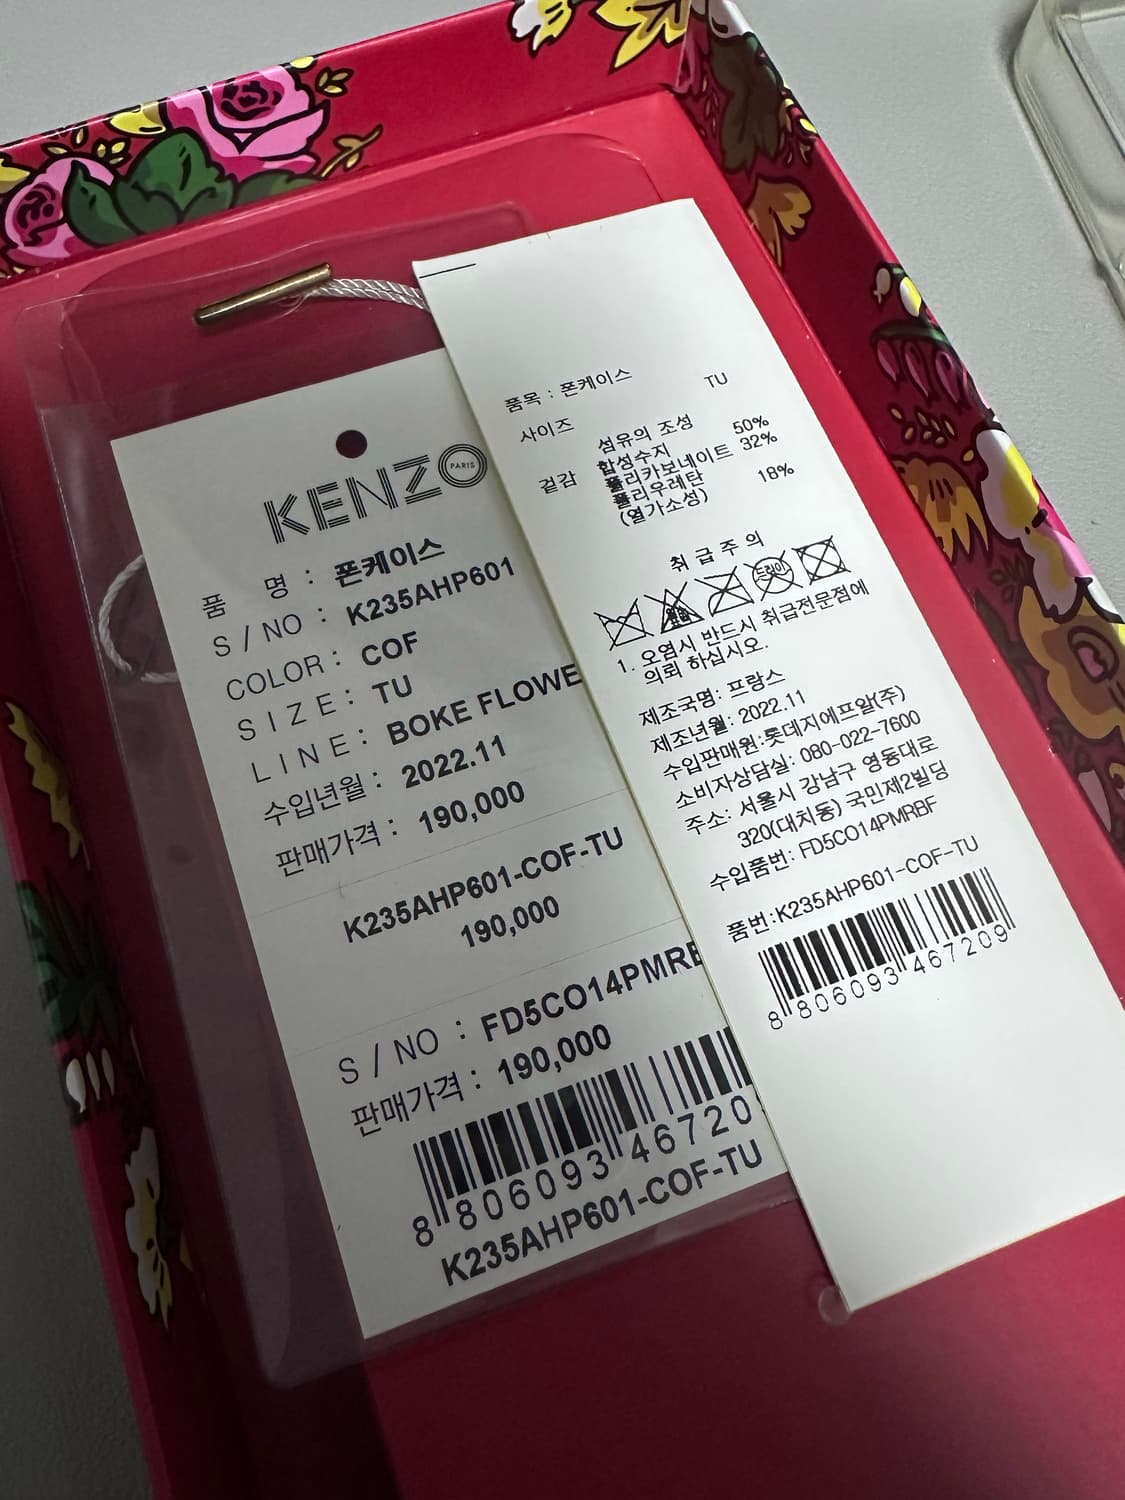 KENZO
PARIS
품 명 : 폰케이스
S / NO : K235AHP601
COLOR : COF
SIZE : TU
LINE : BOKE FLOWE
수입년월 : 2022.11
판매가격 : 190,000
K235AHP601-COF-TU
190,000
S / NO : FD5CO14PMRB
판매가격 : 190,000
8 806093 46720
K235AHP601-COF-TU
품목 : 폰케이스
사이즈 TU
섬유의 조성
겉감 합성수지 50%
폴리카보네이트 32%
폴리우레탄 18%
(열가소성)
취 급 주 의
드라이
1. 오염시 반드시 취급전문점에
의뢰 하십시오.
제조국명: 프랑스
제조년월: 2022.11
수입판매원:롯데지에프알(주)
소비자상담실: 080-022-7600
주소: 서울시 강남구 영동대로
320(대치동) 국민제2빌딩
수입품번: FD5CO14PMRBF
품번:K235AHP601-COF-TU
8 806093 467209